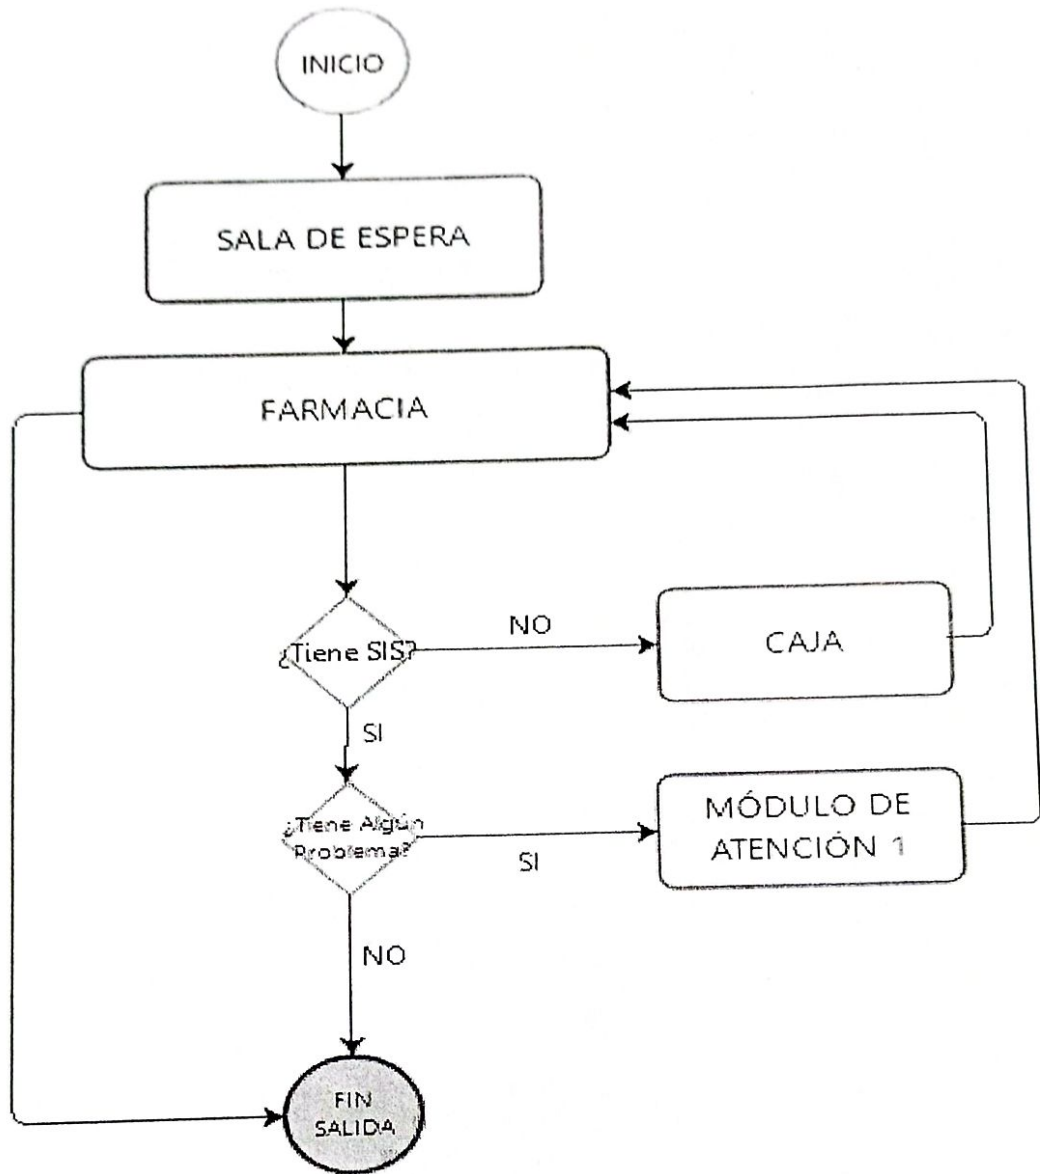 INICIO
SALA DE ESPERA
FARMACIA
¿Tiene SIS?
NO
CAJA
SI
¿Tiene Algún
Problema?
SI
MÓDULO DE
ATENCIÓN 1
NO
FIN
SALIDA